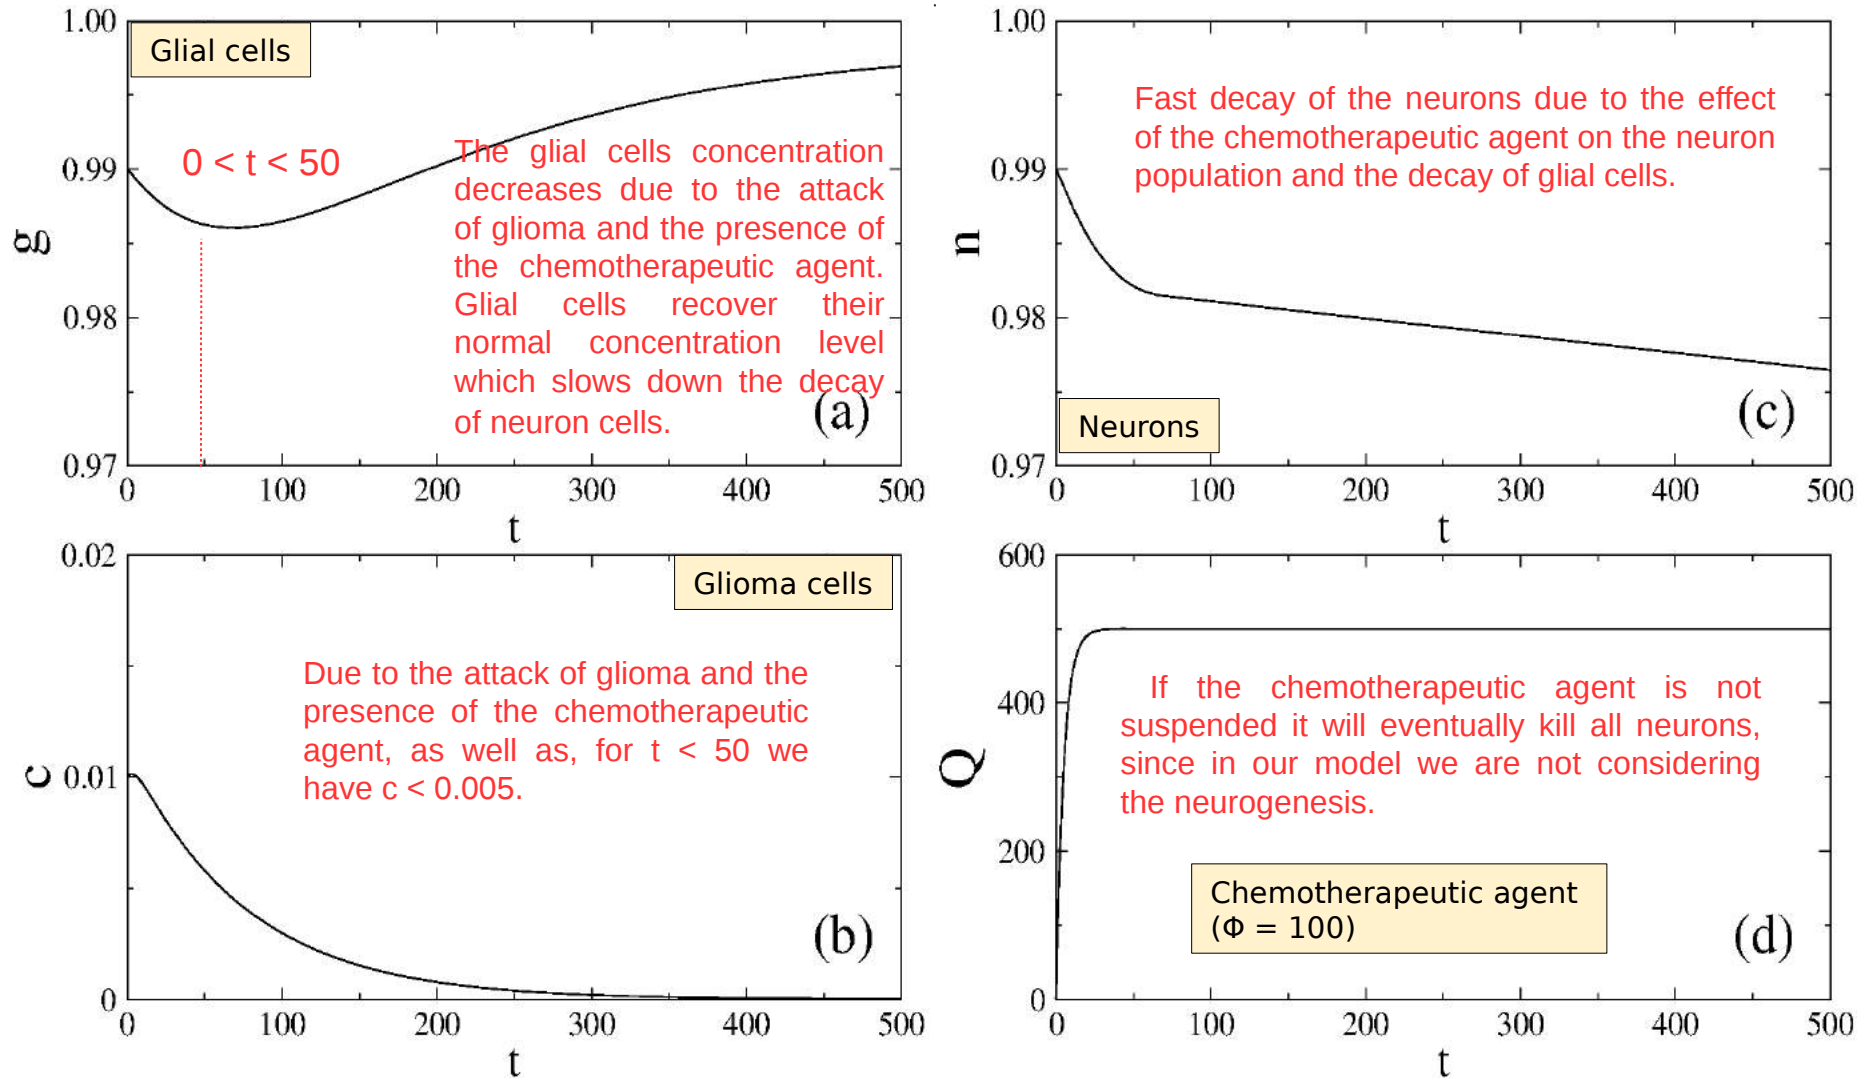 1.00
Glial cells
0 < t < 50
0.99
The glial cells concentration
decreases due to the attack
of glioma and the presence of
the chemotherapeutic agent.
Glial cells recover their
normal concentration level
which slows down the decay
of neuron cells.
g
0.98
(a)
0.97
0 100 200 300 400 500
t
1.00
Fast decay of the neurons due to the effect
of the chemotherapeutic agent on the neuron
population and the decay of glial cells.
0.99
n
0.98
(c)
Neurons
0.97
0 100 200 300 400 500
t
0.02
Glioma cells
Due to the attack of glioma and the
presence of the chemotherapeutic
agent, as well as, for t < 50 we
have c < 0.005.
c
0.01
(b)
0
0 100 200 300 400 500
t
600
If the chemotherapeutic agent is not
suspended it will eventually kill all neurons,
since in our model we are not considering
the neurogenesis.
400
Q
200
Chemotherapeutic agent
(Φ = 100)
(d)
0
0 100 200 300 400 500
t